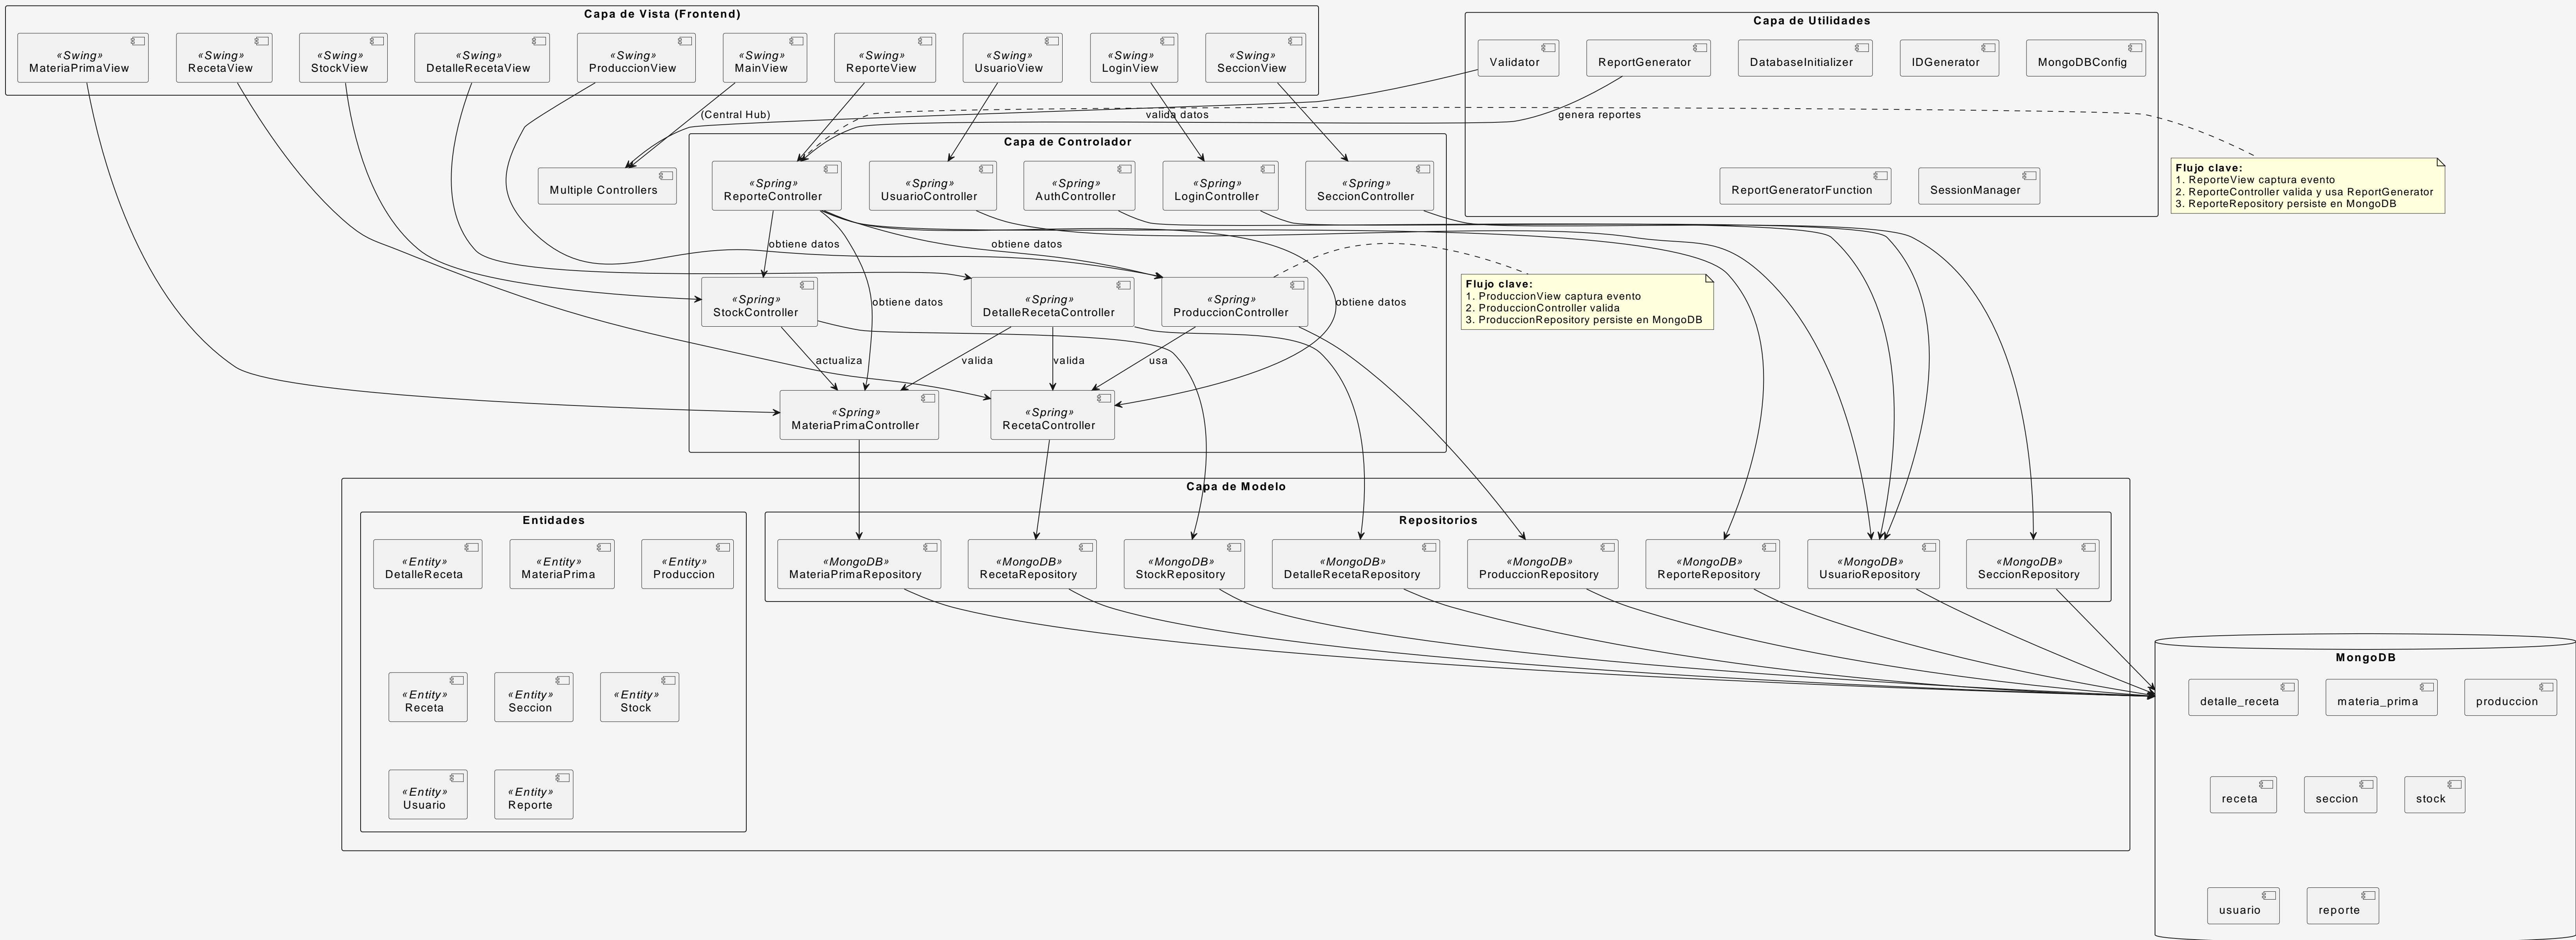 Capa de Vista (Frontend)
«Swing»
MateriaPrimaView
«Swing»
RecetaView
«Swing»
StockView
«Swing»
DetalleRecetaView
«Swing»
ProduccionView
«Swing»
MainView
«Swing»
ReporteView
«Swing»
UsuarioView
«Swing»
LoginView
«Swing»
SeccionView
Capa de Utilidades
Validator
ReportGenerator
DatabaseInitializer
IDGenerator
MongoDBConfig
ReportGeneratorFunction
SessionManager
(Central Hub)
valida datos
genera reportes
Flujo clave:
1. ReporteView captura evento
2. ReporteController valida y usa ReportGenerator
3. ReporteRepository persiste en MongoDB
Multiple Controllers
Capa de Controlador
«Spring»
ReporteController
«Spring»
UsuarioController
«Spring»
AuthController
«Spring»
LoginController
«Spring»
SeccionController
obtiene datos
obtiene datos
obtiene datos
obtiene datos
«Spring»
StockController
«Spring»
DetalleRecetaController
«Spring»
ProduccionController
Flujo clave:
1. ProduccionView captura evento
2. ProduccionController valida
3. ProduccionRepository persiste en MongoDB
actualiza
valida
valida
usa
«Spring»
MateriaPrimaController
«Spring»
RecetaController
Capa de Modelo
Entidades
«Entity»
DetalleReceta
«Entity»
MateriaPrima
«Entity»
Produccion
«Entity»
Receta
«Entity»
Seccion
«Entity»
Stock
«Entity»
Usuario
«Entity»
Reporte
Repositorios
«MongoDB»
MateriaPrimaRepository
«MongoDB»
RecetaRepository
«MongoDB»
StockRepository
«MongoDB»
DetalleRecetaRepository
«MongoDB»
ProduccionRepository
«MongoDB»
ReporteRepository
«MongoDB»
UsuarioRepository
«MongoDB»
SeccionRepository
MongoDB
detalle_receta
materia_prima
produccion
receta
seccion
stock
usuario
reporte